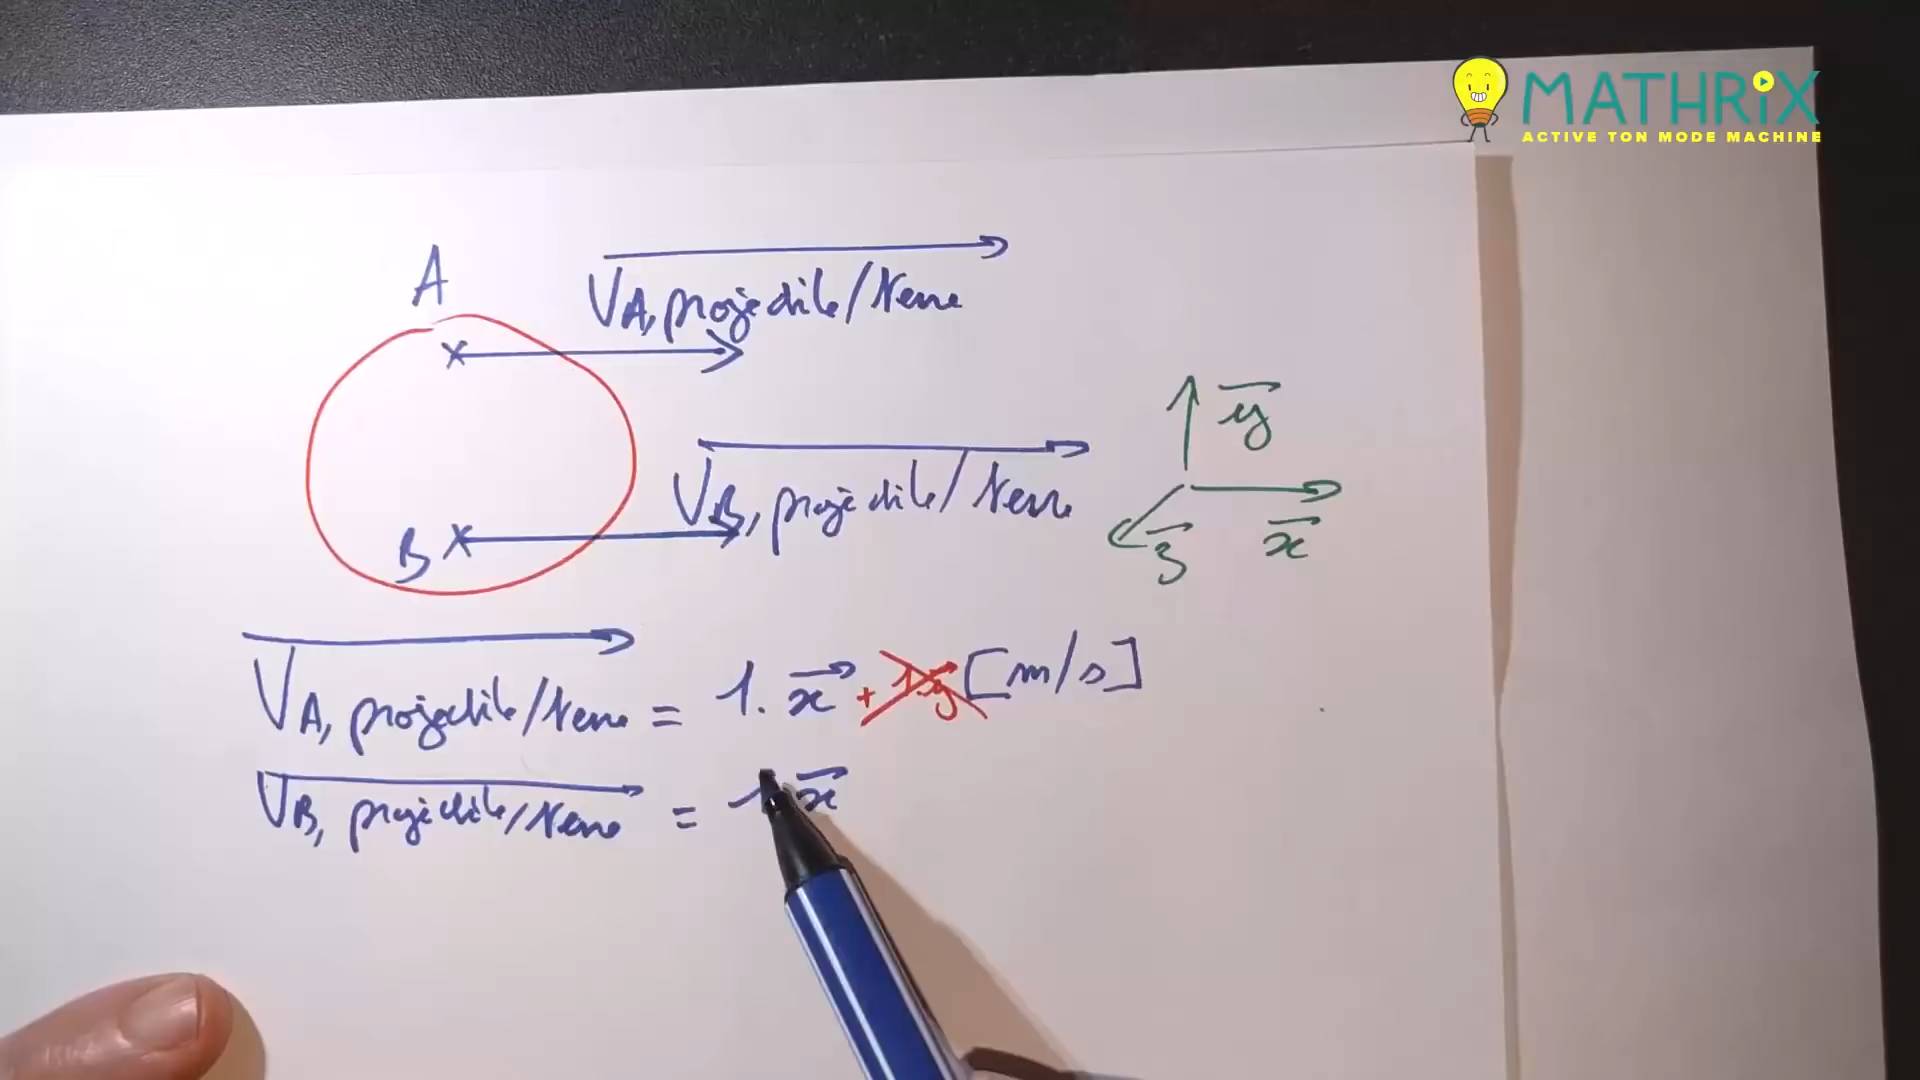 MATHRiX
ACTIVE TON MODE MACHINE
A
VA, projectile/terre
VB, projectile/terre
B
y
x
z
VA, projectile/terre = 1. x + 1.y [m/s]
VB, projectile/terre = 1. x